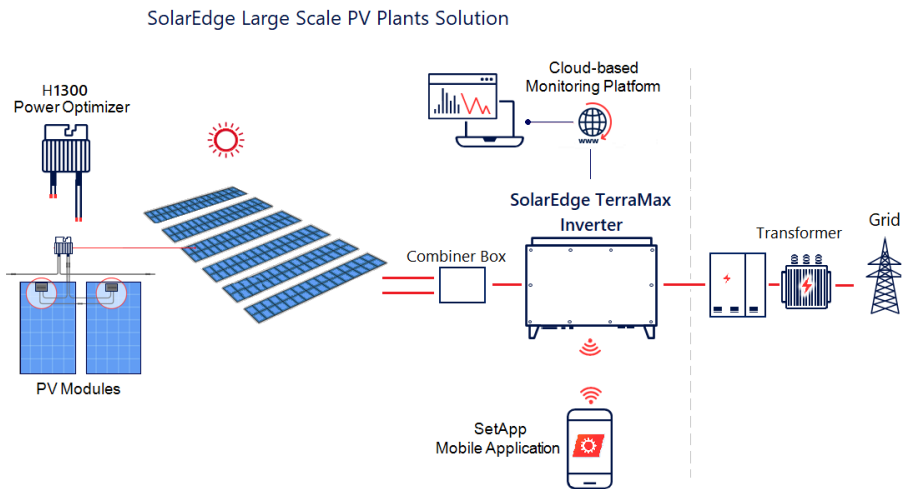 SolarEdge Large Scale PV Plants Solution
H1300
Power Optimizer
Cloud-based
Monitoring Platform
www
SolarEdge TerraMax
Inverter
Combiner Box
Transformer
Grid
PV Modules
SetApp
Mobile Application